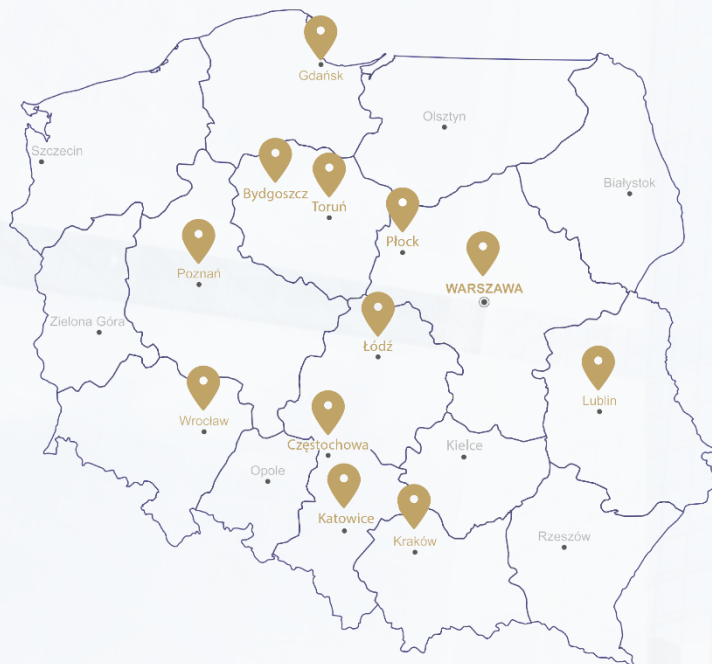 Gdańsk
Olsztyn
Szczecin
Białystok
Bydgoszcz
Toruń
Płock
Poznań
WARSZAWA
Zielona Góra
Łódź
Lublin
Wrocław
Częstochowa
Kielce
Opole
Katowice
Kraków
Rzeszów